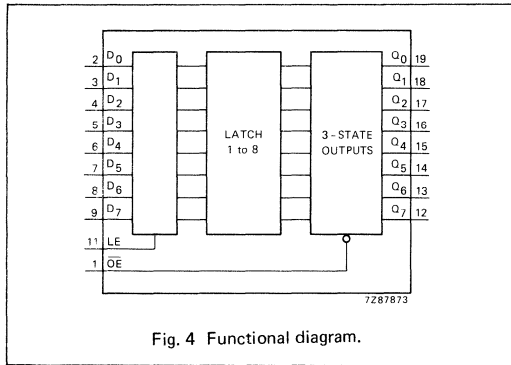 2 D0 Q0 19
3 D1 Q1 18
4 D2 Q2 17
5 D3 Q3 16
6 D4 Q4 15
7 D5 Q5 14
8 D6 Q6 13
9 D7 Q7 12
LATCH
1 to 8
3-STATE
OUTPUTS
11 LE
1 O̅E̅
7Z87873
Fig. 4 Functional diagram.